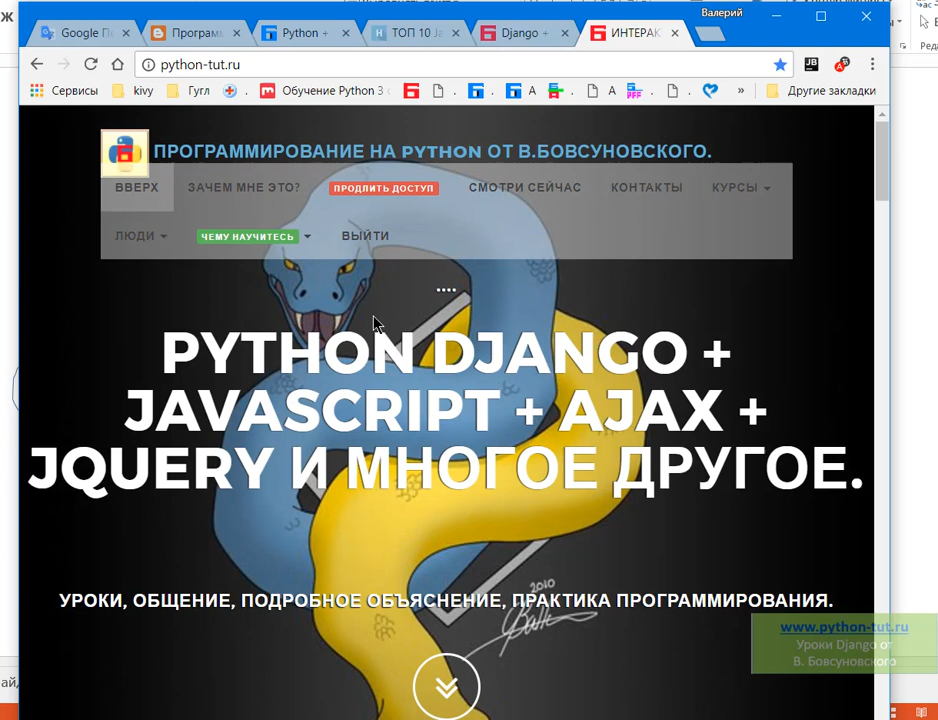 Валерий
Google П
Програм
Python +
ТОП 10 Ja
Django +
ИНТЕРАК
python-tut.ru
Сервисы
kivy
Гугл
Обучение Python 3 с
А
А
»
Другие закладки
ПРОГРАММИРОВАНИЕ НА PYTHON ОТ В.БОВСУНОВСКОГО.
ВВЕРХ ЗАЧЕМ МНЕ ЭТО? ПРОДЛИТЬ ДОСТУП СМОТРИ СЕЙЧАС КОНТАКТЫ КУРСЫ
ЛЮДИ ЧЕМУ НАУЧИТЕСЬ ВЫЙТИ
....
PYTHON DJANGO +
JAVASCRIPT + AJAX +
JQUERY И МНОГОЕ ДРУГОЕ.
УРОКИ, ОБЩЕНИЕ, ПОДРОБНОЕ ОБЪЯСНЕНИЕ, ПРАКТИКА ПРОГРАММИРОВАНИЯ.
2010
www.python-tut.ru
Уроки Django от
В. Бовсуновского